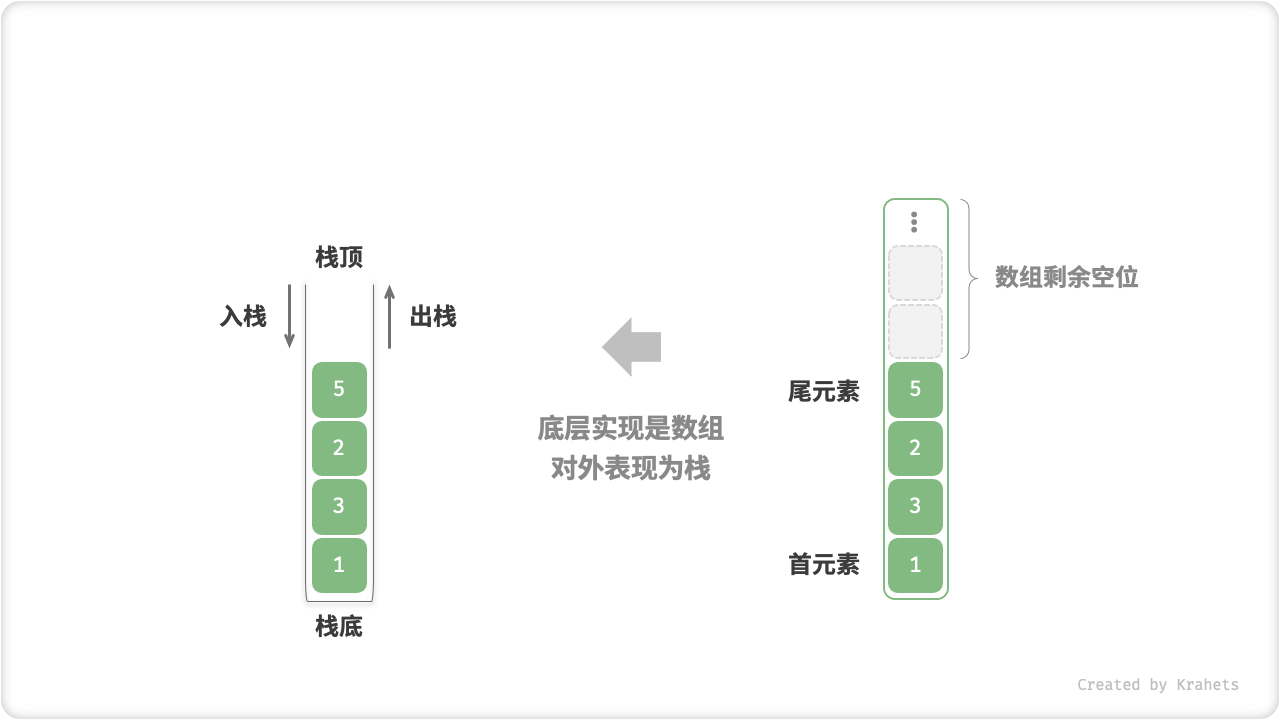 栈顶
入栈
出栈
5
2
3
1
栈底
底层实现是数组
对外表现为栈
数组剩余空位
尾元素
5
2
3
首元素
1
Created by Krahets